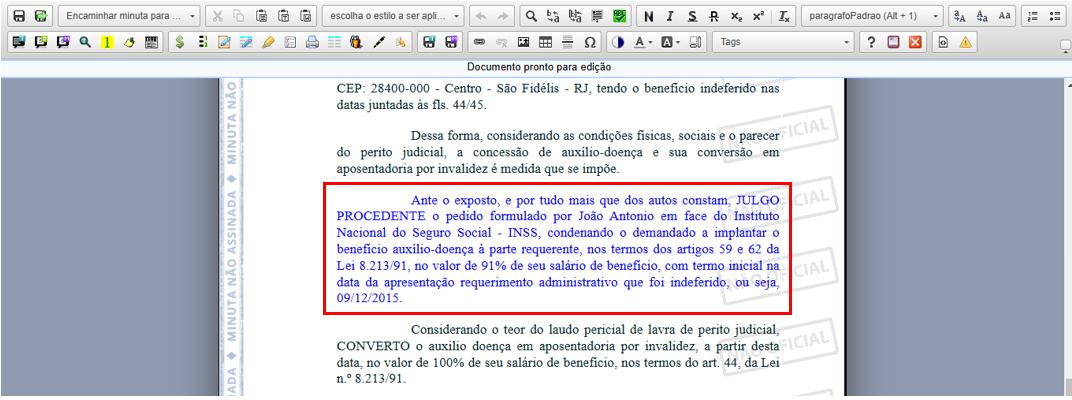 Encaminhar minuta para ...
escolha o estilo a ser apli...
N I S R x₂ x² Tx
paragrafoPadrao (Alt + 1)
Aa
Tags
Documento pronto para edição
CEP: 28400-000 - Centro - São Fidélis - RJ, tendo o benefício indeferido nas
datas juntadas às fls. 44/45.
Dessa forma, considerando as condições físicas, sociais e o parecer
do perito judicial, a concessão de auxílio-doença e sua conversão em
aposentadoria por invalidez é medida que se impõe.
Ante o exposto, e por tudo mais que dos autos constam, JULGO
PROCEDENTE o pedido formulado por João Antonio em face do Instituto
Nacional do Seguro Social - INSS, condenando o demandado a implantar o
benefício auxílio-doença à parte requerente, nos termos dos artigos 59 e 62 da
Lei 8.213/91, no valor de 91% de seu salário de benefício, com termo inicial na
data da apresentação requerimento administrativo que foi indeferido, ou seja,
09/12/2015.
Considerando o teor do laudo pericial de lavra de perito judicial,
CONVERTO o auxilio doença em aposentadoria por invalidez, a partir desta
data, no valor de 100% de seu salário de benefício, nos termos do art. 44, da Lei
n.º 8.213/91.
NÃO OFICIAL
NÃO OFICIAL
NÃO OFICIAL
NÃO OFICIAL
NADA ◆ MINUTA NÃO ASSINADA ◆ MINUTA NÃO